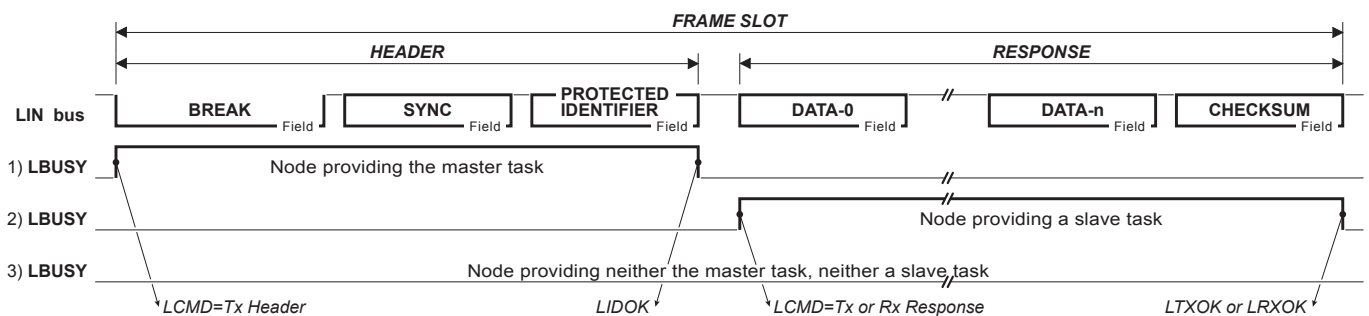 FRAME SLOT
HEADER RESPONSE
LIN bus BREAK Field SYNC Field PROTECTED IDENTIFIER Field DATA-0 Field DATA-n Field CHECKSUM Field
1) LBUSY Node providing the master task
2) LBUSY Node providing a slave task
3) LBUSY Node providing neither the master task, neither a slave task
LCMD=Tx Header LIDOK LCMD=Tx or Rx Response LTXOK or LRXOK